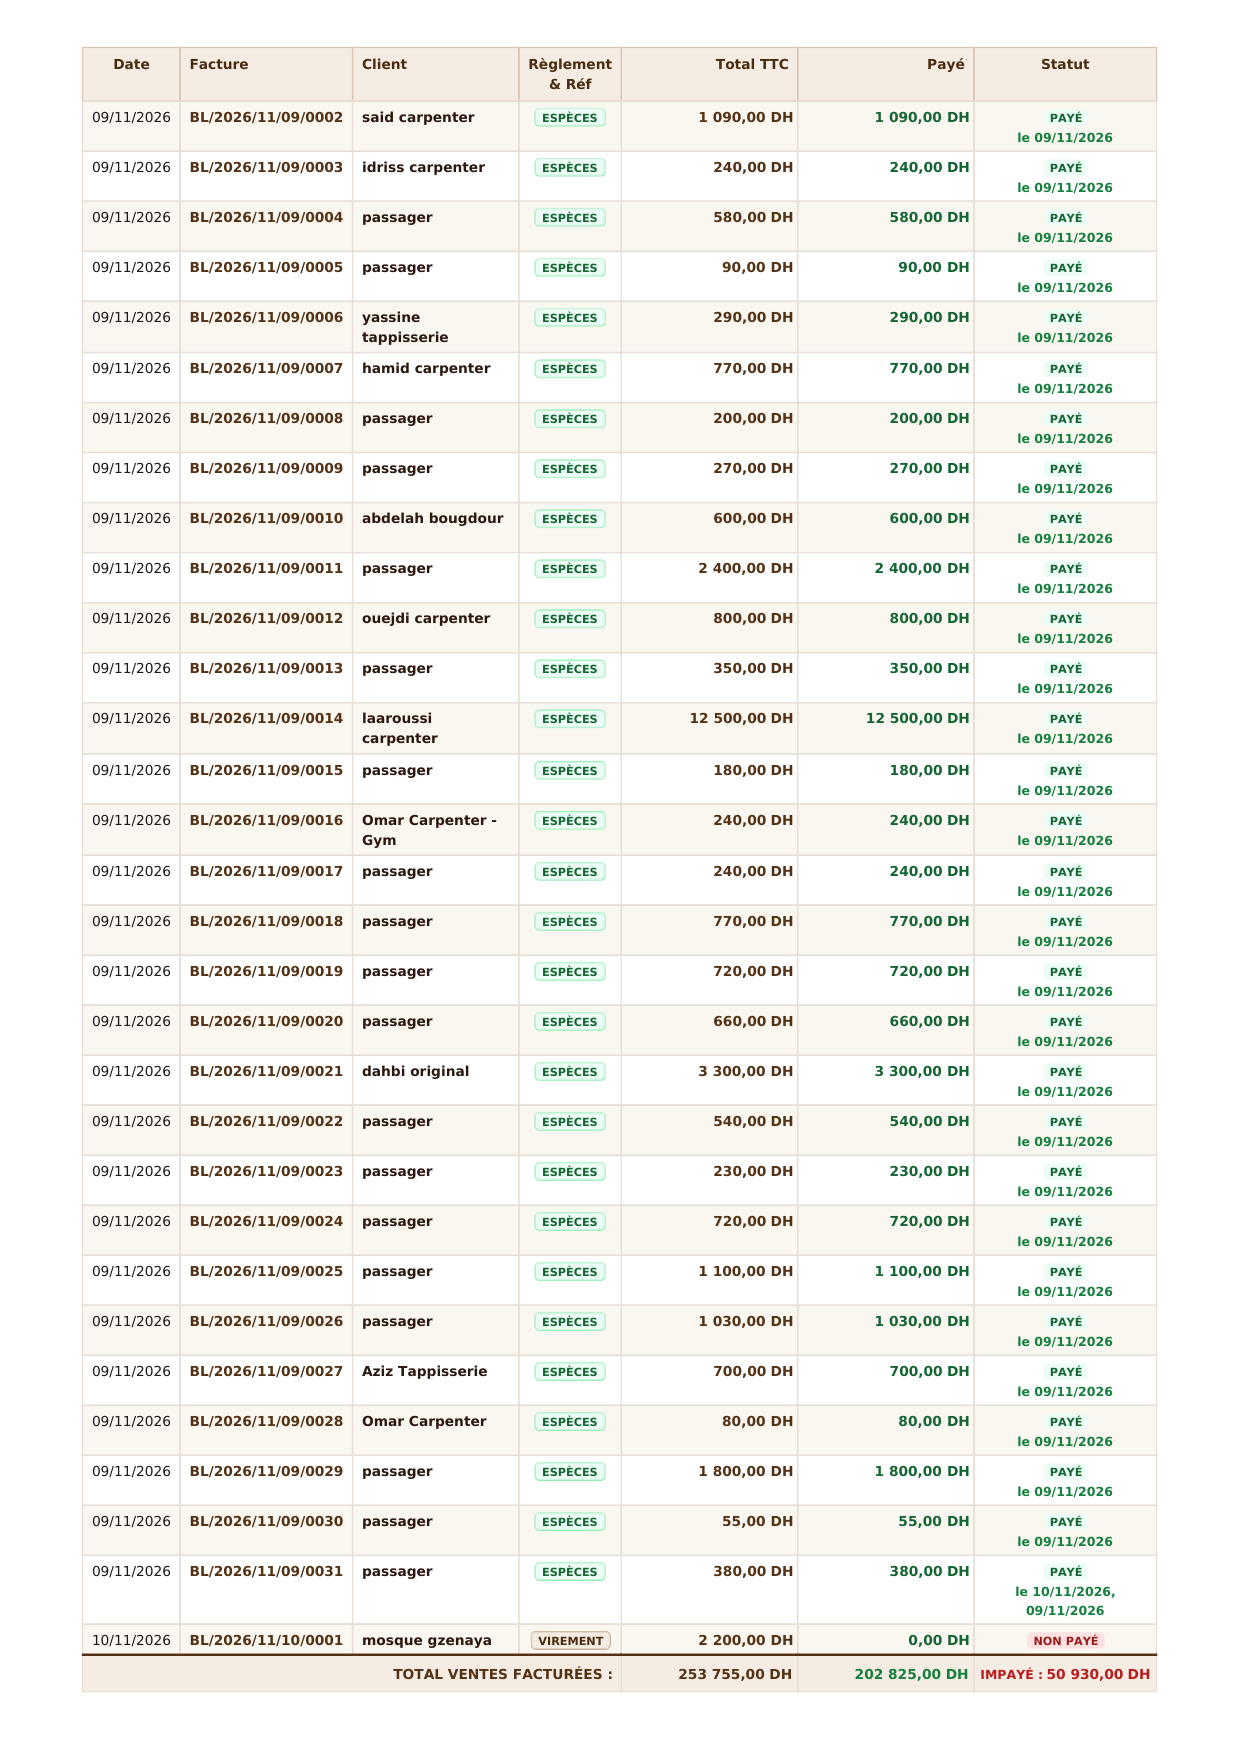 Date Facture Client Règlement Total TTC Payé Statut
& Réf
09/11/2026 BL/2026/11/09/0002 said carpenter ESPÈCES 1 090,00 DH 1 090,00 DH PAYÉ
le 09/11/2026
09/11/2026 BL/2026/11/09/0003 idriss carpenter ESPÈCES 240,00 DH 240,00 DH PAYÉ
le 09/11/2026
09/11/2026 BL/2026/11/09/0004 passager ESPÈCES 580,00 DH 580,00 DH PAYÉ
le 09/11/2026
09/11/2026 BL/2026/11/09/0005 passager ESPÈCES 90,00 DH 90,00 DH PAYÉ
le 09/11/2026
09/11/2026 BL/2026/11/09/0006 yassine ESPÈCES 290,00 DH 290,00 DH PAYÉ
tappisserie le 09/11/2026
09/11/2026 BL/2026/11/09/0007 hamid carpenter ESPÈCES 770,00 DH 770,00 DH PAYÉ
le 09/11/2026
09/11/2026 BL/2026/11/09/0008 passager ESPÈCES 200,00 DH 200,00 DH PAYÉ
le 09/11/2026
09/11/2026 BL/2026/11/09/0009 passager ESPÈCES 270,00 DH 270,00 DH PAYÉ
le 09/11/2026
09/11/2026 BL/2026/11/09/0010 abdelah bougdour ESPÈCES 600,00 DH 600,00 DH PAYÉ
le 09/11/2026
09/11/2026 BL/2026/11/09/0011 passager ESPÈCES 2 400,00 DH 2 400,00 DH PAYÉ
le 09/11/2026
09/11/2026 BL/2026/11/09/0012 ouejdi carpenter ESPÈCES 800,00 DH 800,00 DH PAYÉ
le 09/11/2026
09/11/2026 BL/2026/11/09/0013 passager ESPÈCES 350,00 DH 350,00 DH PAYÉ
le 09/11/2026
09/11/2026 BL/2026/11/09/0014 laaroussi ESPÈCES 12 500,00 DH 12 500,00 DH PAYÉ
carpenter le 09/11/2026
09/11/2026 BL/2026/11/09/0015 passager ESPÈCES 180,00 DH 180,00 DH PAYÉ
le 09/11/2026
09/11/2026 BL/2026/11/09/0016 Omar Carpenter - ESPÈCES 240,00 DH 240,00 DH PAYÉ
Gym le 09/11/2026
09/11/2026 BL/2026/11/09/0017 passager ESPÈCES 240,00 DH 240,00 DH PAYÉ
le 09/11/2026
09/11/2026 BL/2026/11/09/0018 passager ESPÈCES 770,00 DH 770,00 DH PAYÉ
le 09/11/2026
09/11/2026 BL/2026/11/09/0019 passager ESPÈCES 720,00 DH 720,00 DH PAYÉ
le 09/11/2026
09/11/2026 BL/2026/11/09/0020 passager ESPÈCES 660,00 DH 660,00 DH PAYÉ
le 09/11/2026
09/11/2026 BL/2026/11/09/0021 dahbi original ESPÈCES 3 300,00 DH 3 300,00 DH PAYÉ
le 09/11/2026
09/11/2026 BL/2026/11/09/0022 passager ESPÈCES 540,00 DH 540,00 DH PAYÉ
le 09/11/2026
09/11/2026 BL/2026/11/09/0023 passager ESPÈCES 230,00 DH 230,00 DH PAYÉ
le 09/11/2026
09/11/2026 BL/2026/11/09/0024 passager ESPÈCES 720,00 DH 720,00 DH PAYÉ
le 09/11/2026
09/11/2026 BL/2026/11/09/0025 passager ESPÈCES 1 100,00 DH 1 100,00 DH PAYÉ
le 09/11/2026
09/11/2026 BL/2026/11/09/0026 passager ESPÈCES 1 030,00 DH 1 030,00 DH PAYÉ
le 09/11/2026
09/11/2026 BL/2026/11/09/0027 Aziz Tappisserie ESPÈCES 700,00 DH 700,00 DH PAYÉ
le 09/11/2026
09/11/2026 BL/2026/11/09/0028 Omar Carpenter ESPÈCES 80,00 DH 80,00 DH PAYÉ
le 09/11/2026
09/11/2026 BL/2026/11/09/0029 passager ESPÈCES 1 800,00 DH 1 800,00 DH PAYÉ
le 09/11/2026
09/11/2026 BL/2026/11/09/0030 passager ESPÈCES 55,00 DH 55,00 DH PAYÉ
le 09/11/2026
09/11/2026 BL/2026/11/09/0031 passager ESPÈCES 380,00 DH 380,00 DH PAYÉ
le 10/11/2026,
09/11/2026
10/11/2026 BL/2026/11/10/0001 mosque gzenaya VIREMENT 2 200,00 DH 0,00 DH NON PAYÉ
TOTAL VENTES FACTURÉES : 253 755,00 DH 202 825,00 DH IMPAYÉ : 50 930,00 DH